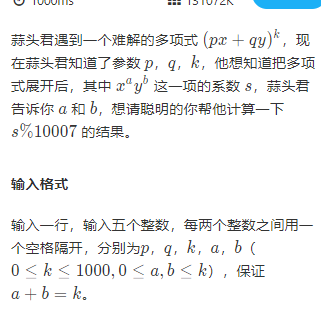 1000ms 131072K
蒜头君遇到一个难解的多项式 (px + qy)^k，现
在蒜头君知道了参数 p，q，k，他想知道把多项
式展开后，其中 x^a y^b 这一项的系数 s，蒜头君
告诉你 a 和 b，想请聪明的你帮他计算一下
s%10007 的结果。
输入格式
输入一行，输入五个整数，每两个整数之间用一
个空格隔开，分别为p，q，k，a，b（
0 ≤ k ≤ 1000, 0 ≤ a, b ≤ k），保证
a + b = k。